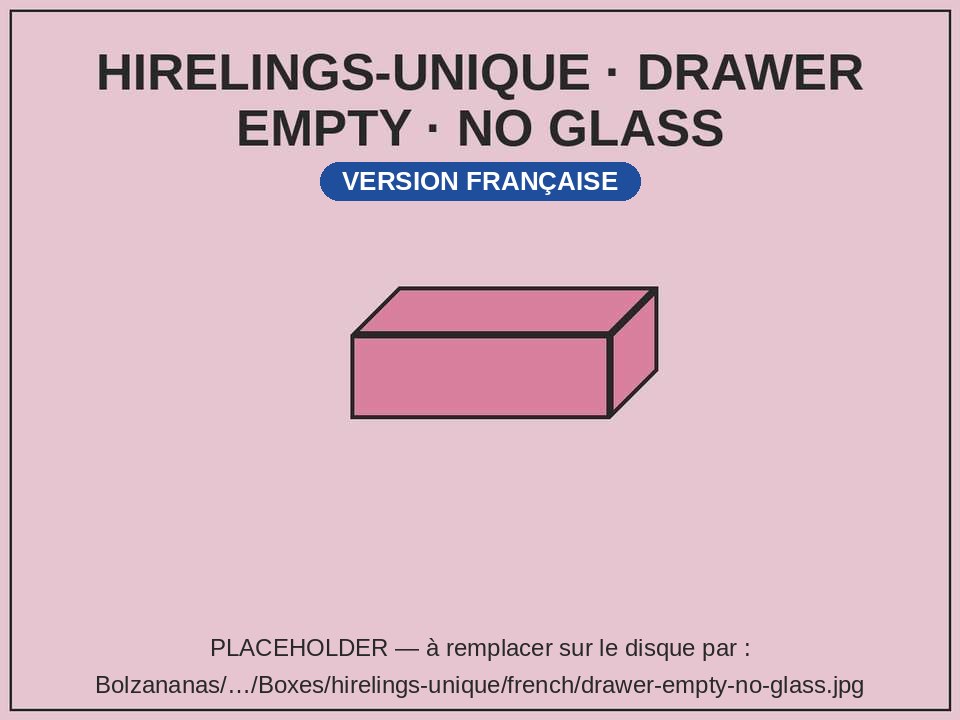 HIRELINGS-UNIQUE · DRAWER
EMPTY · NO GLASS
VERSION FRANÇAISE
PLACEHOLDER — à remplacer sur le disque par :
Bolzananas/…/Boxes/hirelings-unique/french/drawer-empty-no-glass.jpg